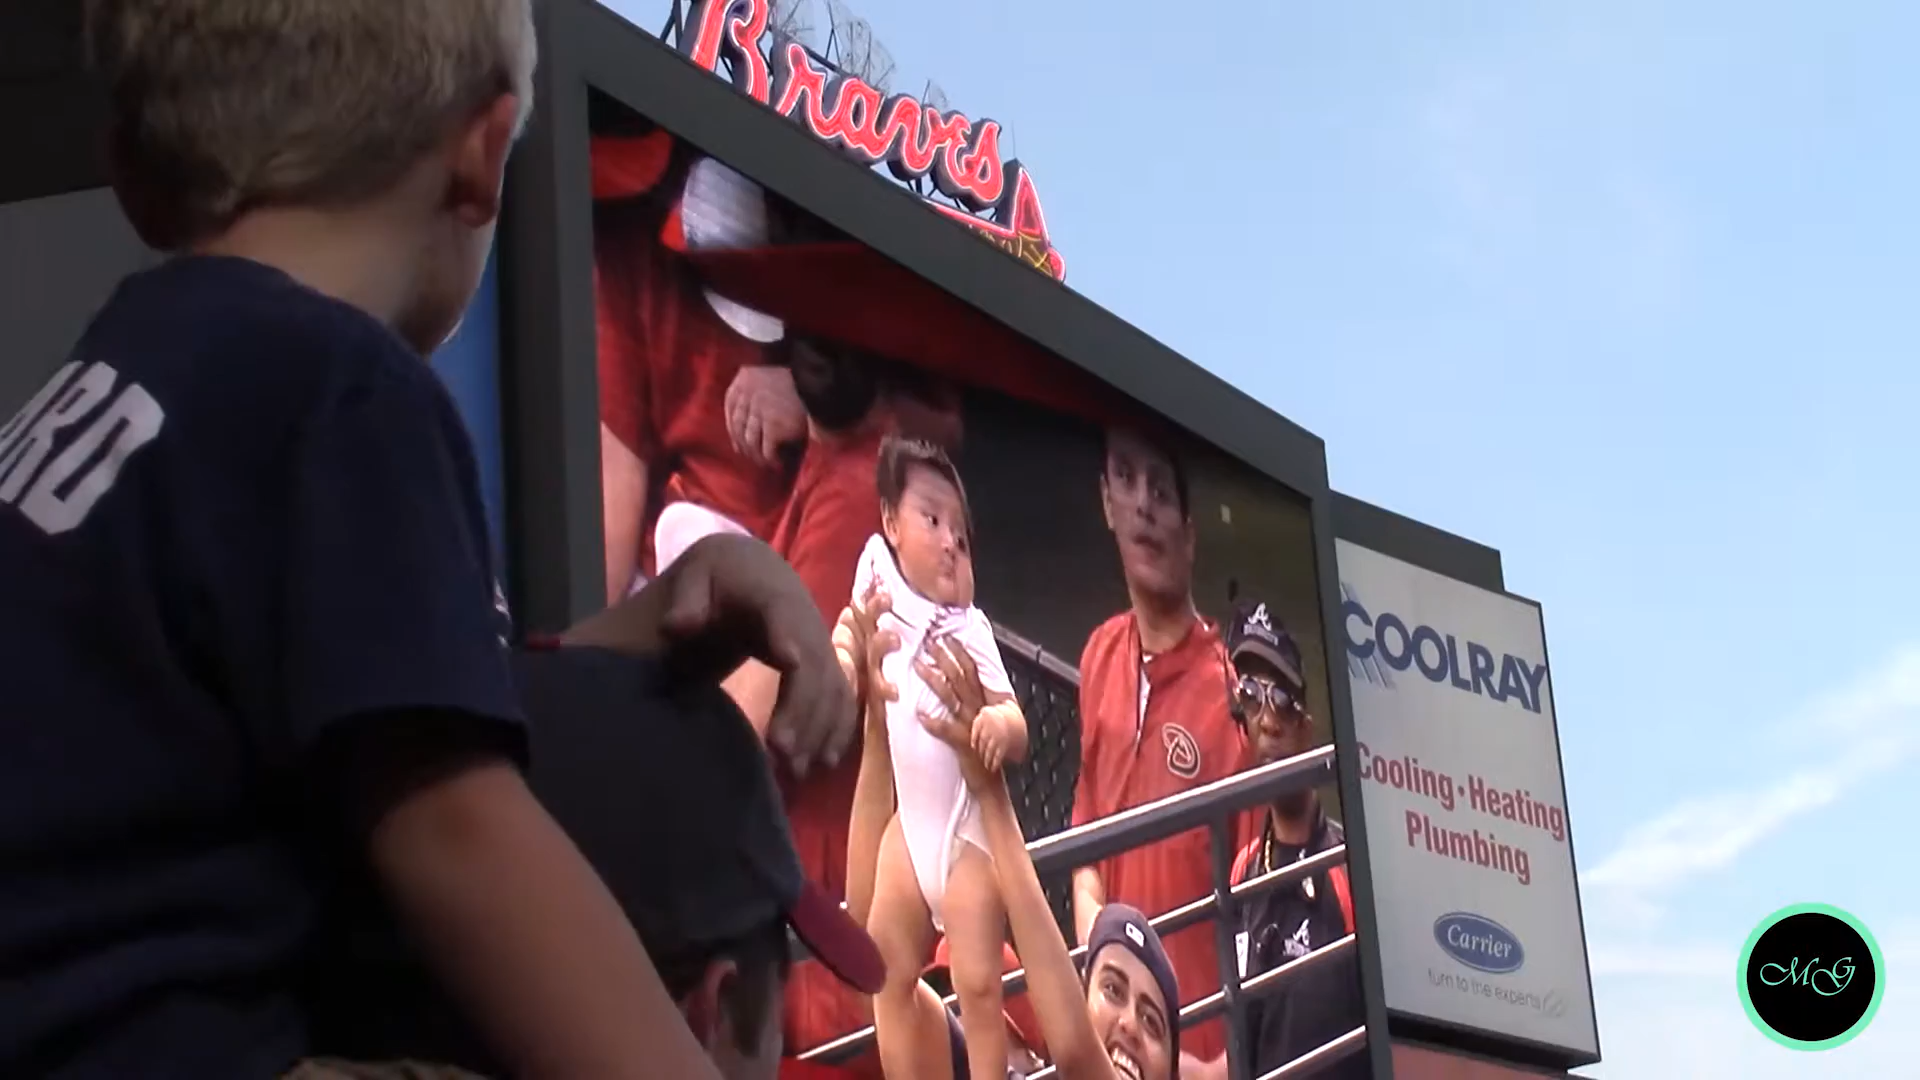 Braves
ARD
A
A
COOLRAY
Cooling·Heating
Plumbing
Carrier
turn to the experts
MG